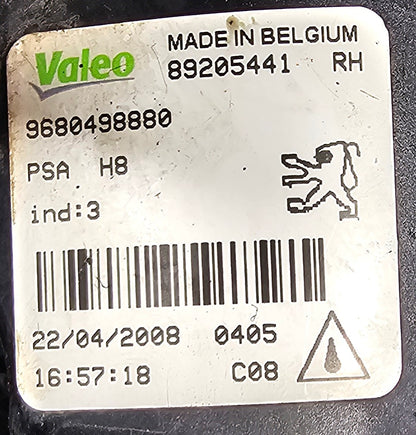 Valeo MADE IN BELGIUM
89205441 RH
9680498880
PSA H8
ind:3
22/04/2008 0405
16:57:18 C08